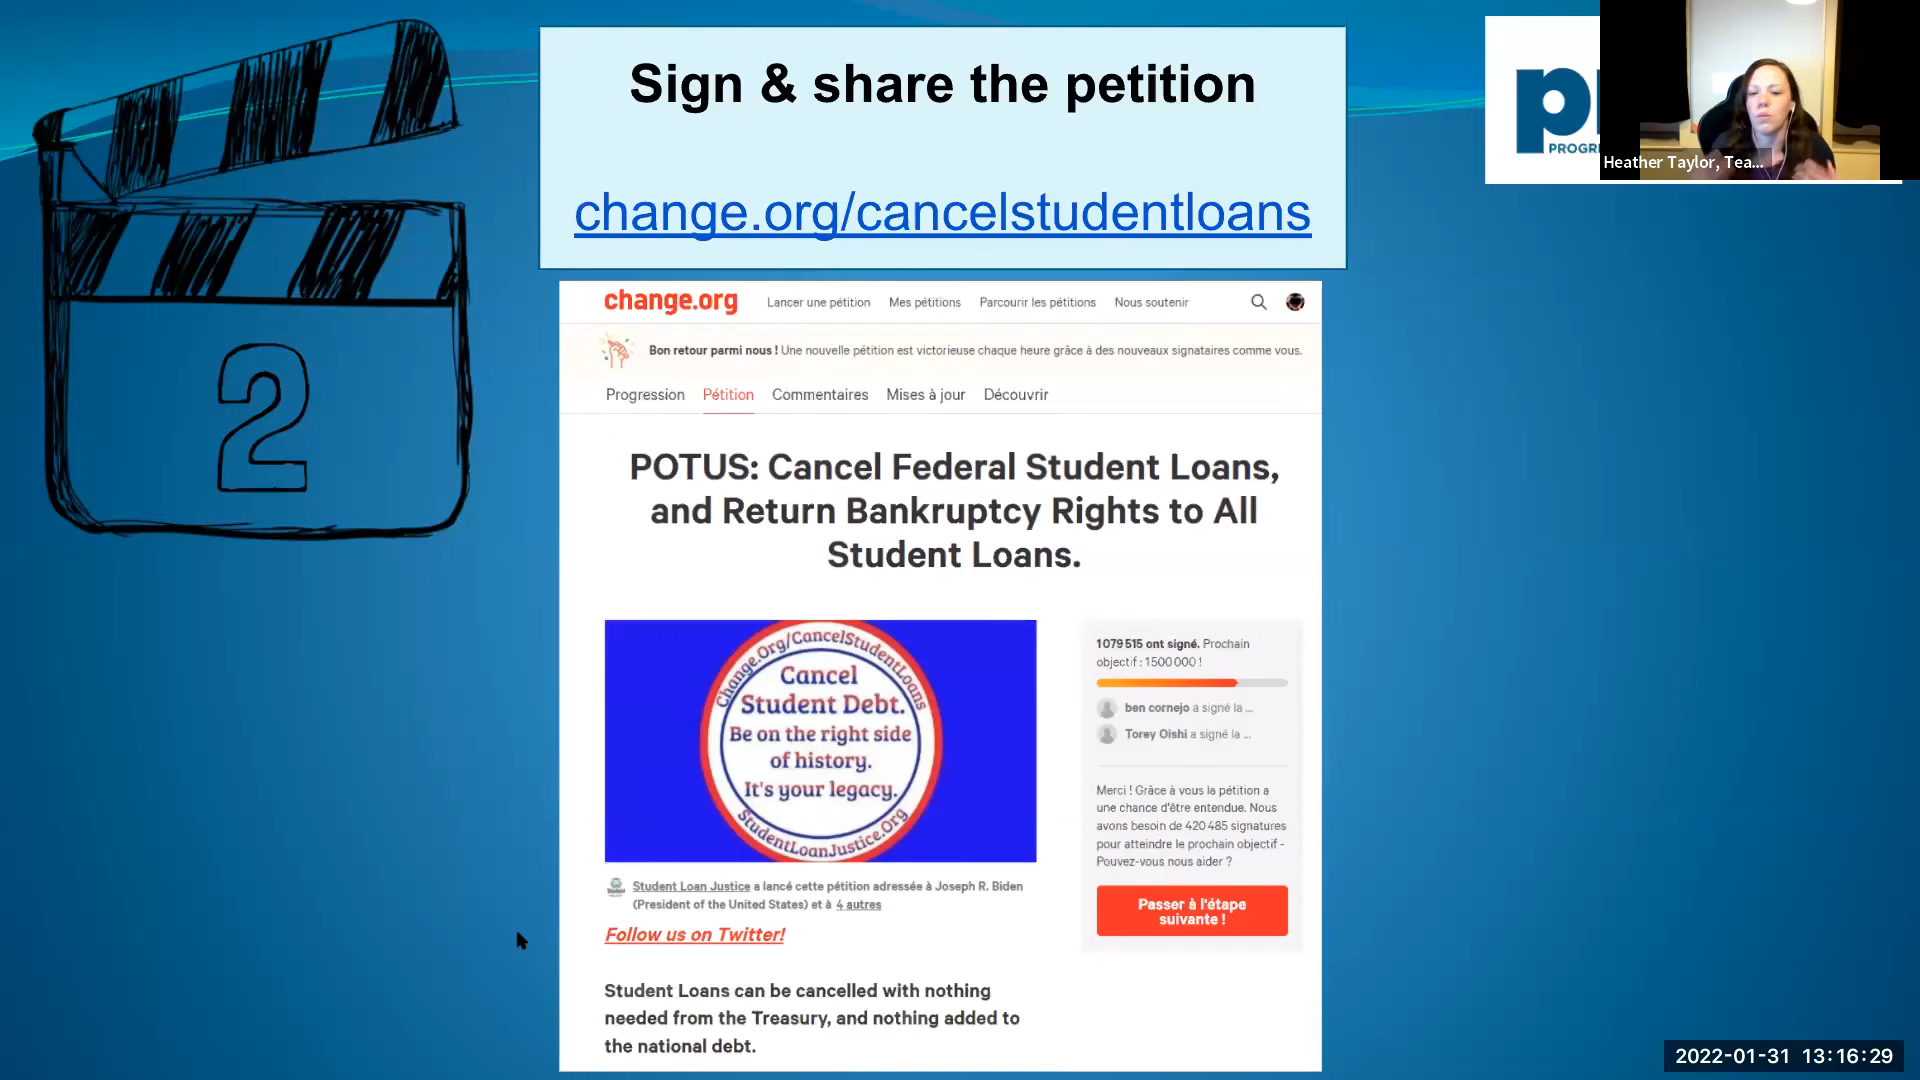 Sign & share the petition
change.org/cancelstudentloans
PROGR
Heather Taylor, Tea...
2
change.org Lancer une pétition Mes pétitions Parcourir les pétitions Nous soutenir
Bon retour parmi nous ! Une nouvelle pétition est victorieuse chaque heure grâce à des nouveaux signataires comme vous.
Progression Pétition Commentaires Mises à jour Découvrir
POTUS: Cancel Federal Student Loans,
and Return Bankruptcy Rights to All
Student Loans.
Change.Org/CancelStudentLoans
Cancel
Student Debt.
Be on the right side
of history.
It's your legacy.
StudentLoanJustice.Org
1 079 515 ont signé. Prochain
objectif : 1 500 000 !
ben cornejo a signé la ...
Torey Oishi a signé la ...
Merci ! Grâce à vous la pétition a
une chance d'être entendue. Nous
avons besoin de 420 485 signatures
pour atteindre le prochain objectif -
Pouvez-vous nous aider ?
Passer à l'étape
suivante !
Student Loan Justice a lancé cette pétition adressée à Joseph R. Biden
(President of the United States) et à 4 autres
Follow us on Twitter!
Student Loans can be cancelled with nothing
needed from the Treasury, and nothing added to
the national debt.
2022-01-31 13:16:29